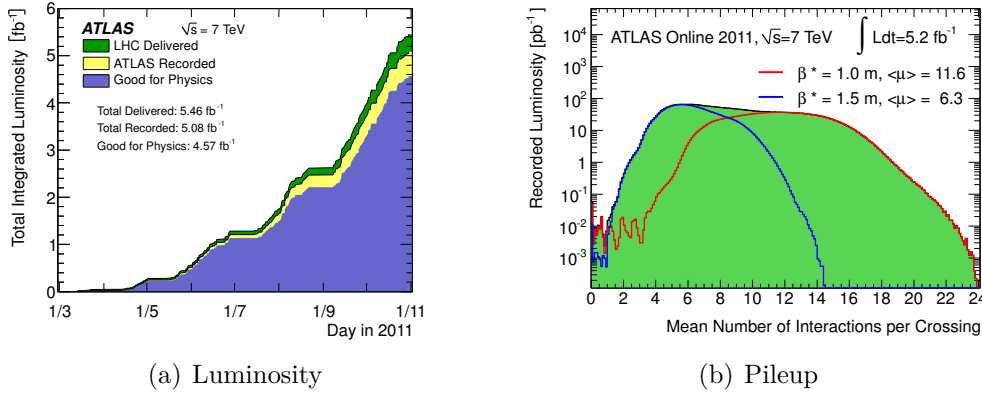 Total Integrated Luminosity [fb⁻¹]
6
5
4
3
2
1
0
ATLAS √s = 7 TeV
LHC Delivered
ATLAS Recorded
Good for Physics
Total Delivered: 5.46 fb⁻¹
Total Recorded: 5.08 fb⁻¹
Good for Physics: 4.57 fb⁻¹
1/3 1/5 1/7 1/9 1/11
Day in 2011
(a) Luminosity
Recorded Luminosity [pb⁻¹]
10⁴
10³
10²
10
1
10⁻¹
10⁻²
10⁻³
ATLAS Online 2011, √s=7 TeV ∫ Ldt=5.2 fb⁻¹
β* = 1.0 m, <μ> = 11.6
β* = 1.5 m, <μ> = 6.3
0 2 4 6 8 10 12 14 16 18 20 22 24
Mean Number of Interactions per Crossing
(b) Pileup